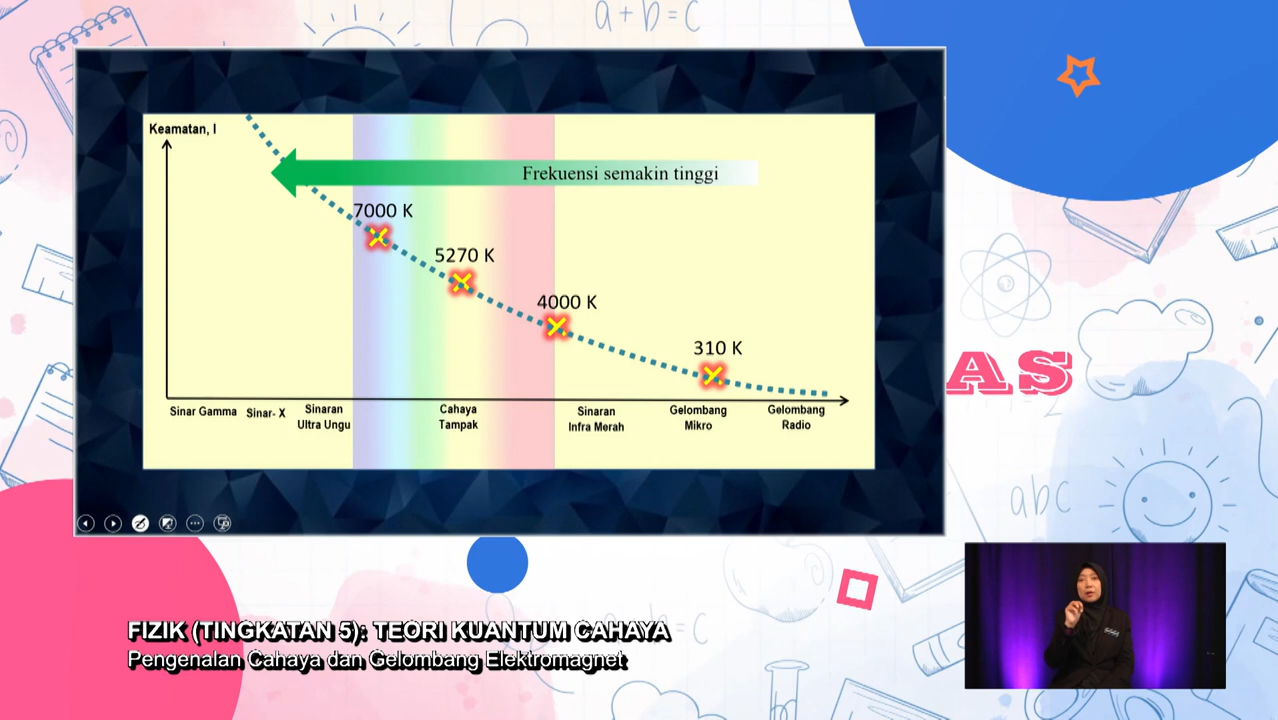 a + b = c
Keamatan, I
Frekuensi semakin tinggi
7000 K
5270 K
4000 K
310 K
Sinar Gamma
Sinar- X
Sinaran
Ultra Ungu
Cahaya
Tampak
Sinaran
Infra Merah
Gelombang
Mikro
Gelombang
Radio
AS
abc
FIZIK (TINGKATAN 5): TEORI KUANTUM CAHAYA
Pengenalan Cahaya dan Gelombang Elektromagnet